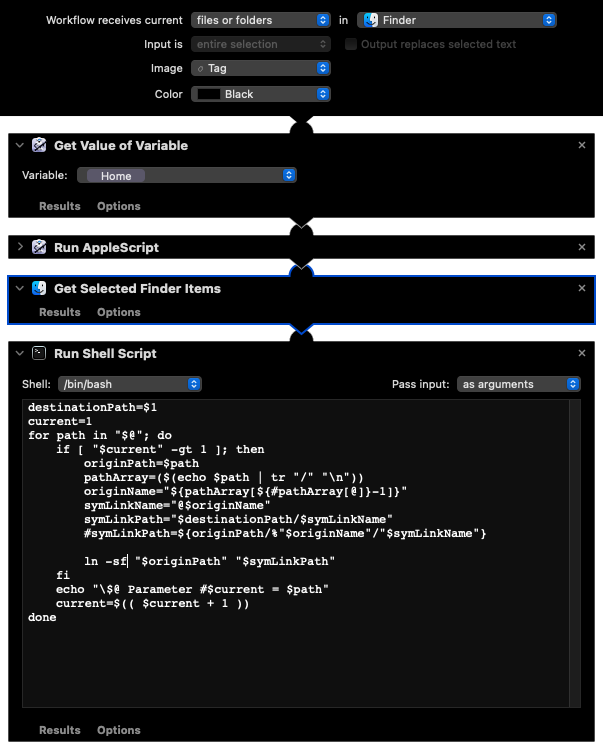 Workflow receives current files or folders in Finder
Input is entire selection Output replaces selected text
Image Tag
Color Black
Get Value of Variable
Variable: Home
Results Options
Run AppleScript
Get Selected Finder Items
Results Options
Run Shell Script
Shell: /bin/bash Pass input: as arguments
destinationPath=$1
current=1
for path in "$@"; do
    if [ "$current" -gt 1 ]; then
        originPath=$path
        pathArray=($(echo $path | tr "/" "\n"))
        originName="${pathArray[${#pathArray[@]}-1]}"
        symLinkName="@$originName"
        symLinkPath="$destinationPath/$symLinkName"
        #symLinkPath=${originPath/%"$originName"/"$symLinkName"}
        ln -sf "$originPath" "$symLinkPath"
    fi
    echo "\$@ Parameter #$current = $path"
    current=$(( $current + 1 ))
done
Results Options